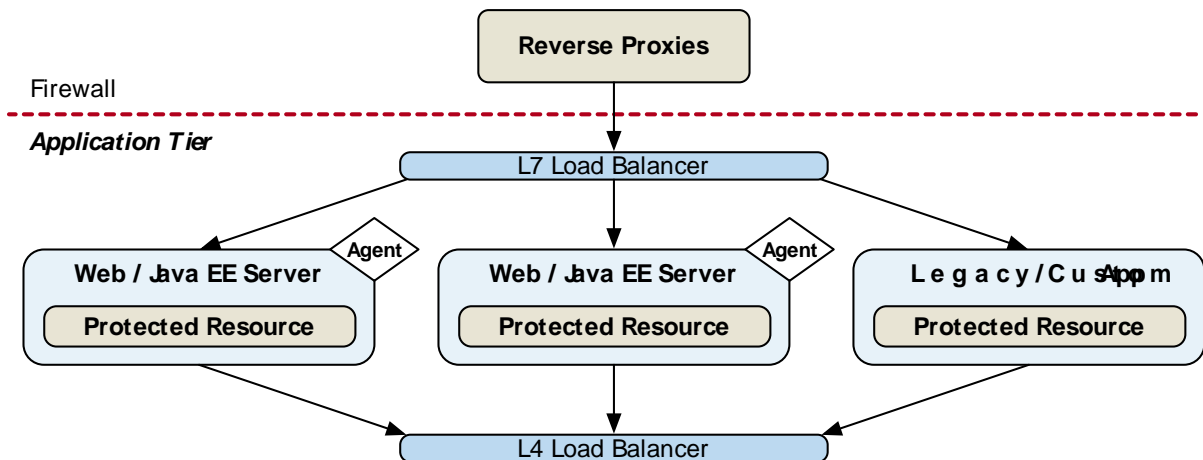 Reverse Proxies
Firewall
Application Tier
L7 Load Balancer
Agent
Agent
Web / Java EE Server
Web / Java EE Server
Legacy/Custom App
Protected Resource
Protected Resource
Protected Resource
L4 Load Balancer